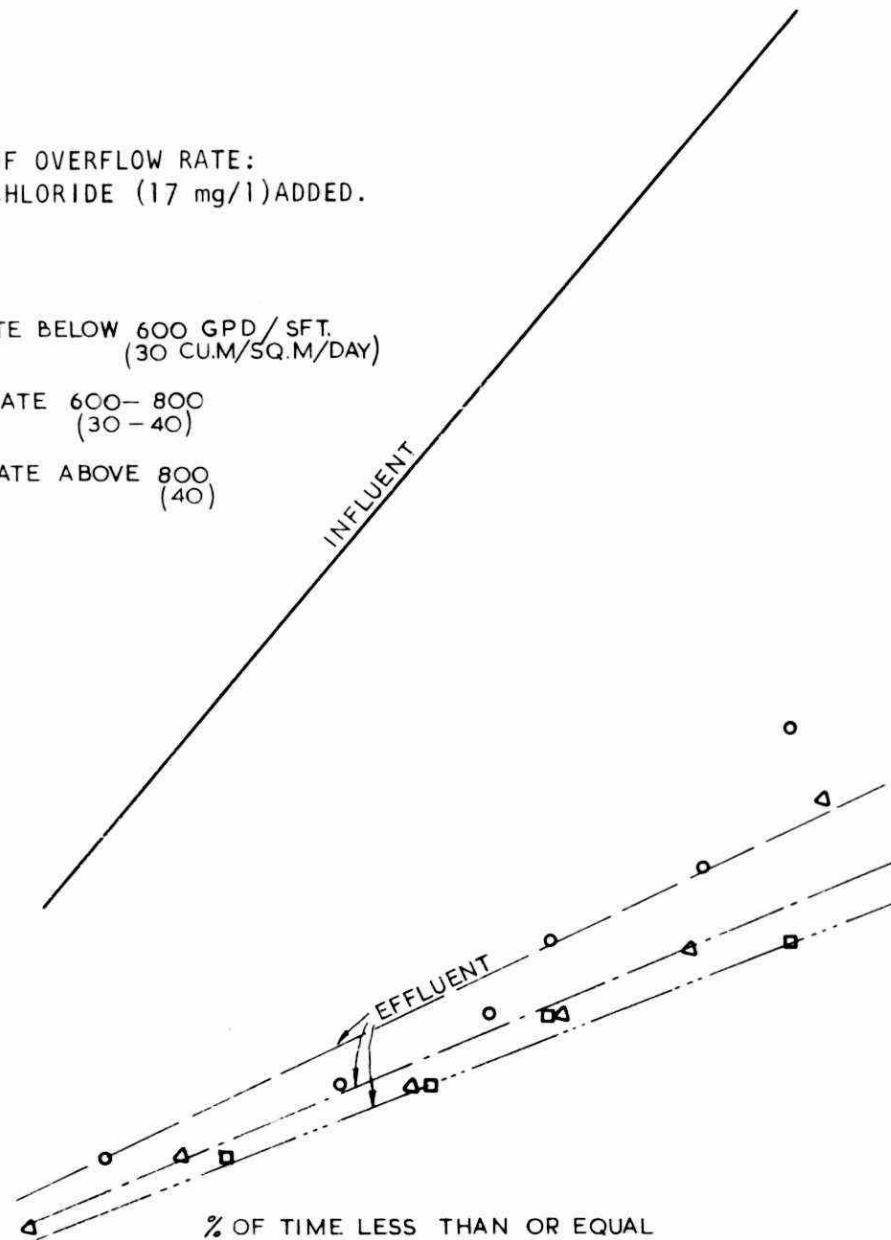 F OVERFLOW RATE:
HLORIDE (17 mg/l)ADDED.
TE BELOW 600 GPD/SFT.
(30 CU.M/SQ.M/DAY)
ATE 600-800
(30-40)
ATE ABOVE 800
(40)
INFLUENT
EFFLUENT
% OF TIME LESS THAN OR EQUAL